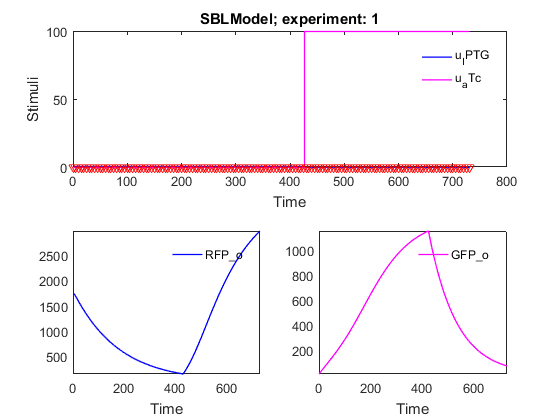 SBLModel; experiment: 1
Stimuli
100
50
0
u_IPTG
u_aTc
0 100 200 300 400 500 600 700 800
Time
2500
2000
1500
1000
500
RFP_o
0 200 400 600
Time
1000
800
600
400
200
GFP_o
0 200 400 600
Time